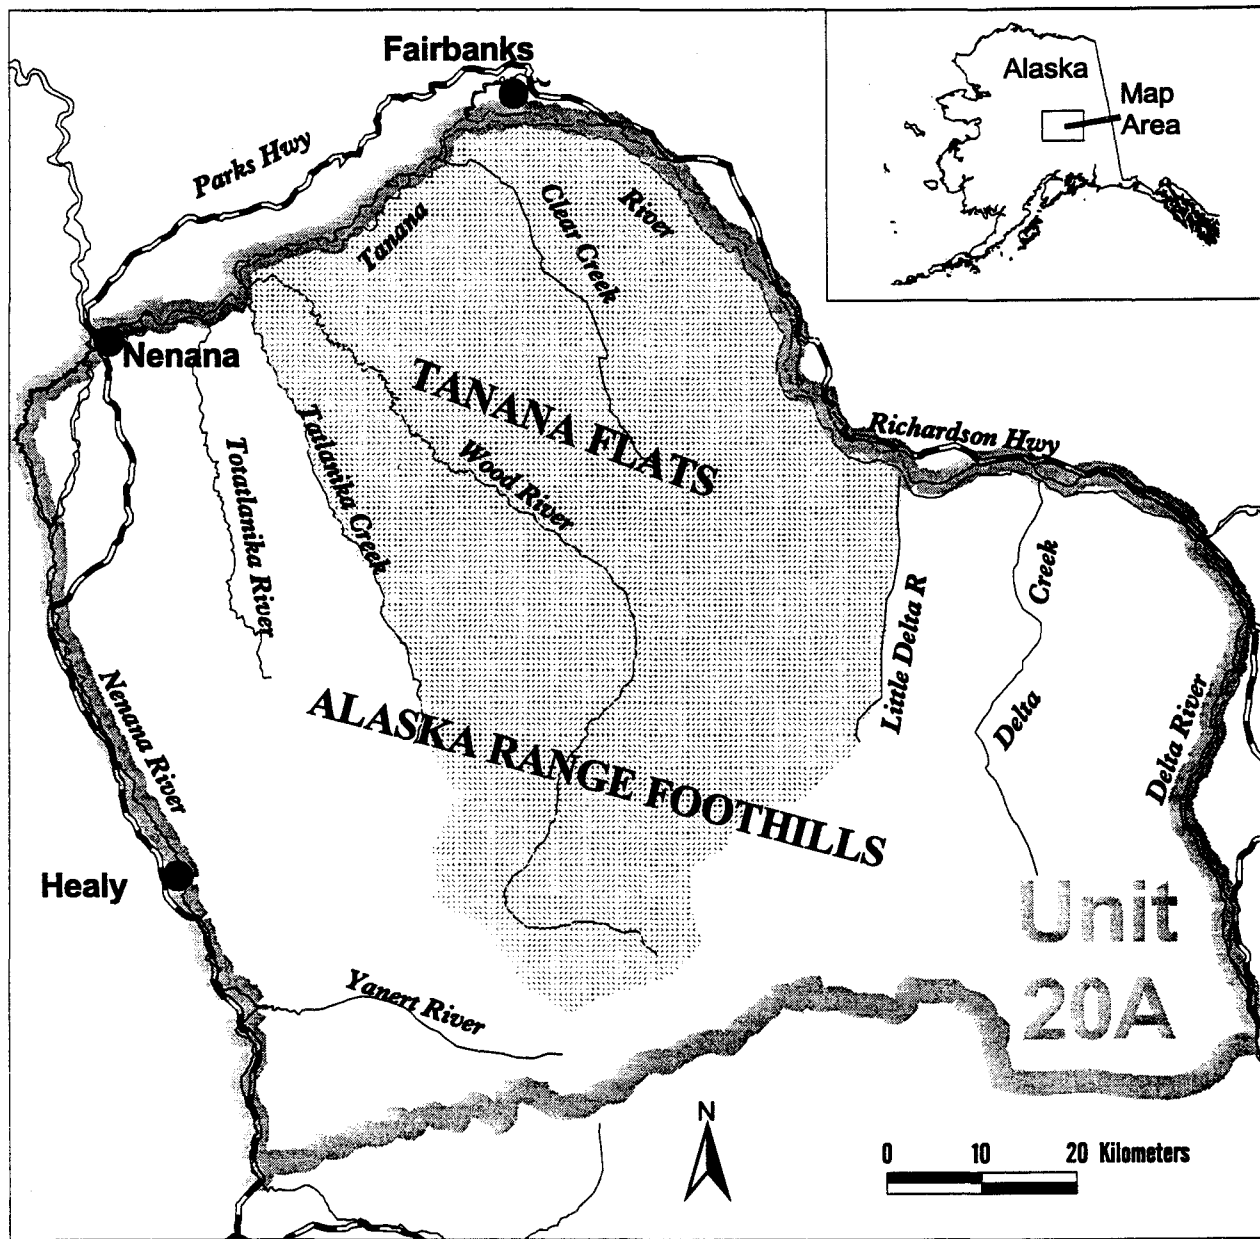 Fairbanks
Alaska
Map
Area
Parks Hwy
Clear Creek
River
Tanana
Nenana
TANANA FLATS
Richardson Hwy
Tatlanika Creek
Totatlanika River
Wood River
Creek
Little Delta R
Nenana River
Delta
Delta River
ALASKA RANGE FOOTHILLS
Healy
Unit
20A
Yanert River
N
0 10 20 Kilometers